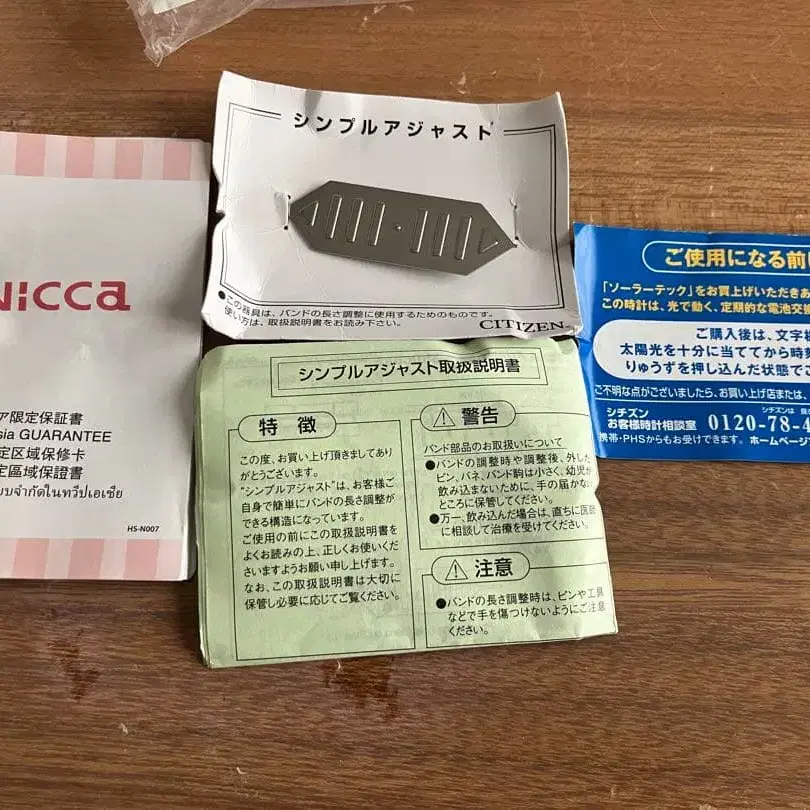 シンプルアジャスト
●この器具は、バンドの長さ調整に使用するためのものです。
使い方は、取扱説明書をお読み下さい。
CITIZEN
wicca
ア限定保証書
sia GUARANTEE
定区域保修卡
定區域保證書
HS-N007
シンプルアジャスト取扱説明書
特徴
この度、お買い上げ頂きましてあり
がとうございます。
“シンプルアジャスト”は、お客様ご
自身で簡単にバンドの長さ調整が
できる構造になっています。
ご使用の前にこの取扱説明書を
よくお読みの上、正しくお使いくだ
さいますようお願い申し上げます。
なお、この取扱説明書は大切に
保管し必要に応じてご覧ください。
⚠警告
バンド部品のお取扱いについて
●バンドの調整時や調整後、外した
ピン、バネ、バンド駒は小さく、幼児が
飲み込まないために、手の届かない
ところに保管してください。
●万一、飲み込んだ場合は、直ちに医師
に相談して治療を受けてください。
⚠注意
●バンドの長さ調整時は、ピンや工具
などで手を傷つけないようにご注意
ください。
ご使用になる前に
「ソーラーテック」をお買上げいただきあ
この時計は、光で動く、定期的な電池交換
ご購入後は、文字板
太陽光を十分に当ててから時刻
りゅうずを押し込んだ状態でご
ご不明な点がございましたら、お買い上げ店または、
シチズン
お客様時計相談室
シチズンは
0120-78-4
携帯・PHSからもお受けできます。
ホームページ